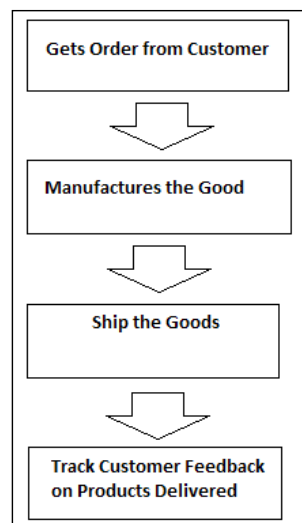 Gets Order from Customer
Manufactures the Good
Ship the Goods
Track Customer Feedback
on Products Delivered